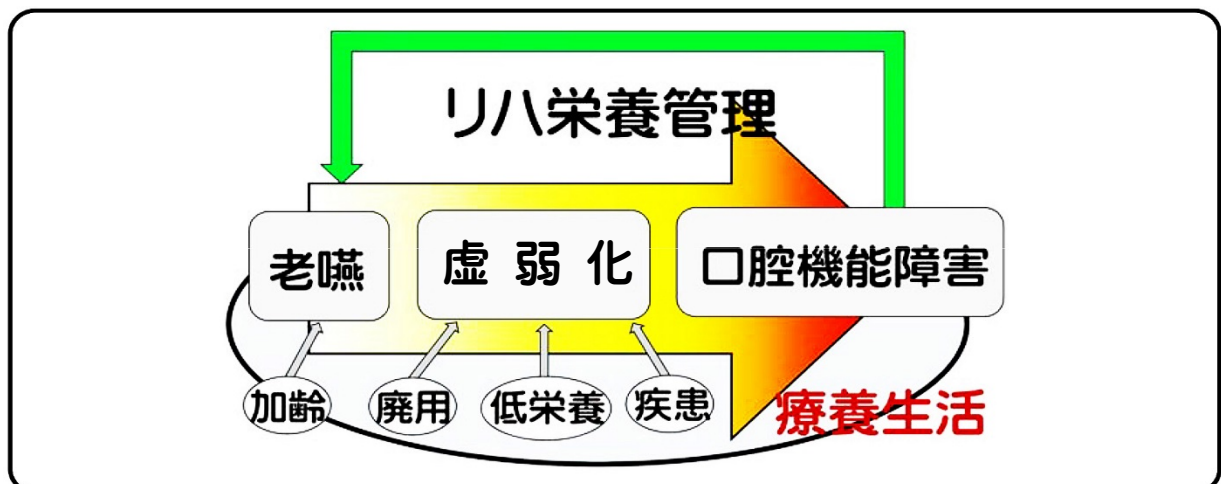 リハ栄養管理
老嚥
虚弱化
口腔機能障害
加齢
廃用
低栄養
疾患
療養生活